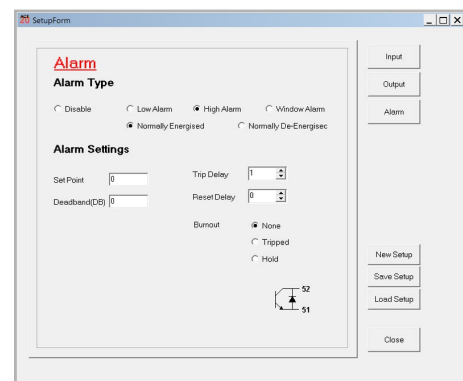 ACE 20 SetupForm
Input
Alarm
Alarm Type
Output
Disable Low Alarm High Alarm Window Alarm
Alarm
Normally Energised Normally De-Energisec
Alarm Settings
Set Point 0 Trip Delay 1
Deadband(DB) 0 Reset Delay 0
Burnout None
Tripped
Hold
New Setup
Save Setup
52
Load Setup
51
Close